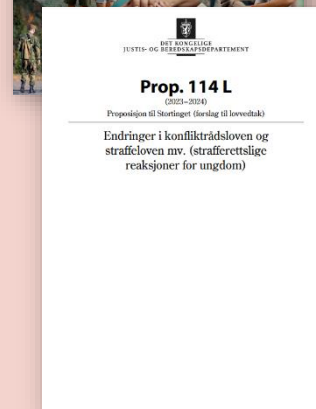 DET KONGELIGE
JUSTIS- OG BEREDSKAPSDEPARTEMENT
Prop. 114 L
(2023–2024)
Proposisjon til Stortinget (forslag til lovvedtak)
Endringer i konfliktrådsloven og
straffeloven mv. (strafferettslige
reaksjoner for ungdom)